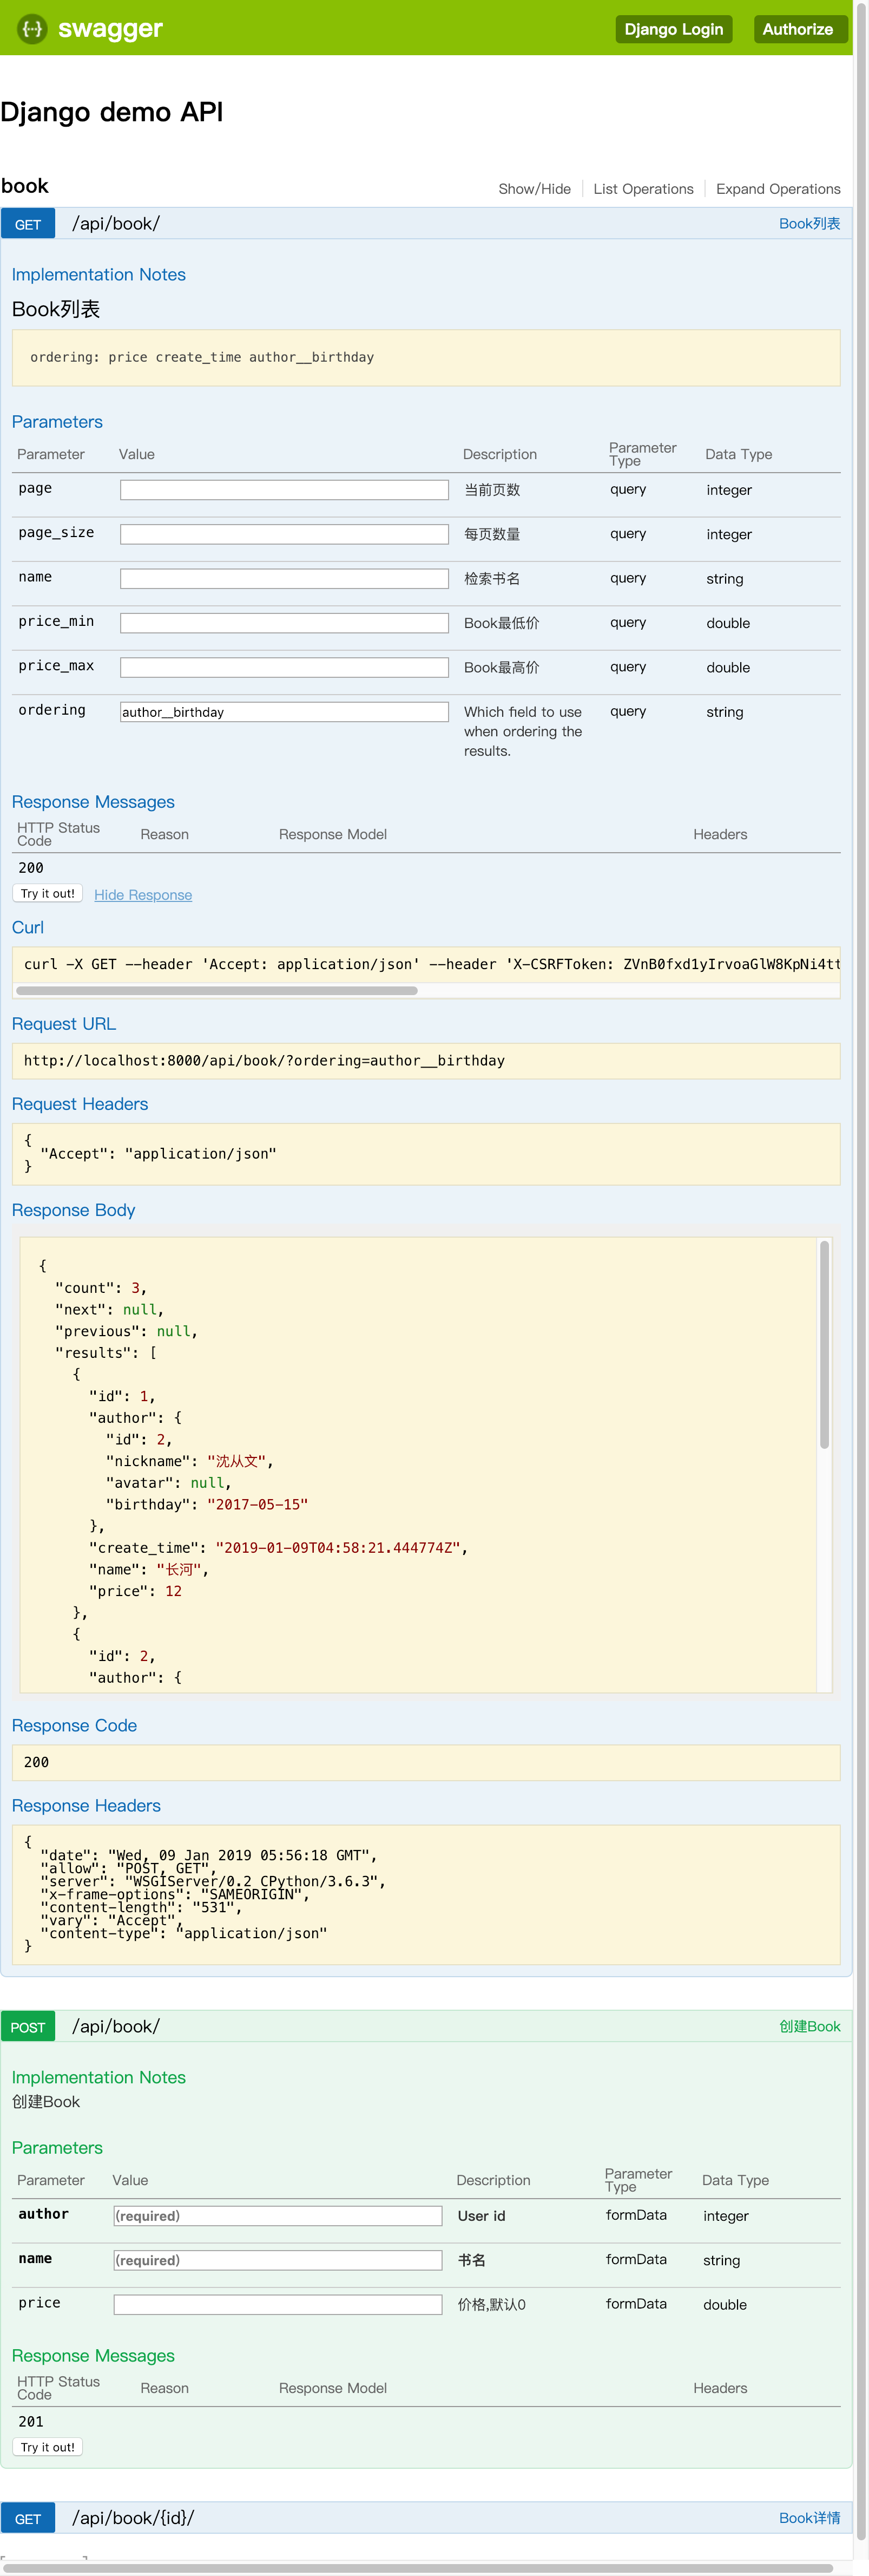 swagger
Django Login
Authorize
Django demo API
book
Show/Hide
List Operations
Expand Operations
GET /api/book/ Book列表
Implementation Notes
Book列表
ordering: price create_time author__birthday
Parameters
Parameter Value Description Parameter Type Data Type
page 当前页数 query integer
page_size 每页数量 query integer
name 检索书名 query string
price_min Book最低价 query double
price_max Book最高价 query double
ordering author__birthday Which field to use when ordering the results. query string
Response Messages
HTTP Status Code Reason Response Model Headers
200
Try it out! Hide Response
Curl
curl -X GET --header 'Accept: application/json' --header 'X-CSRFToken: ZVnB0fxd1yIrvoaGlW8KpNi4tt
Request URL
http://localhost:8000/api/book/?ordering=author__birthday
Request Headers
{
"Accept": "application/json"
}
Response Body
{
"count": 3,
"next": null,
"previous": null,
"results": [
{
"id": 1,
"author": {
"id": 2,
"nickname": "沈从文",
"avatar": null,
"birthday": "2017-05-15"
},
"create_time": "2019-01-09T04:58:21.444774Z",
"name": "长河",
"price": 12
},
{
"id": 2,
"author": {
Response Code
200
Response Headers
{
"date": "Wed, 09 Jan 2019 05:56:18 GMT",
"allow": "POST, GET",
"server": "WSGIServer/0.2 CPython/3.6.3",
"x-frame-options": "SAMEORIGIN",
"content-length": "531",
"vary": "Accept",
"content-type": "application/json"
}
POST /api/book/ 创建Book
Implementation Notes
创建Book
Parameters
Parameter Value Description Parameter Type Data Type
author (required) User id formData integer
name (required) 书名 formData string
price 价格,默认0 formData double
Response Messages
HTTP Status Code Reason Response Model Headers
201
Try it out!
GET /api/book/{id}/ Book详情